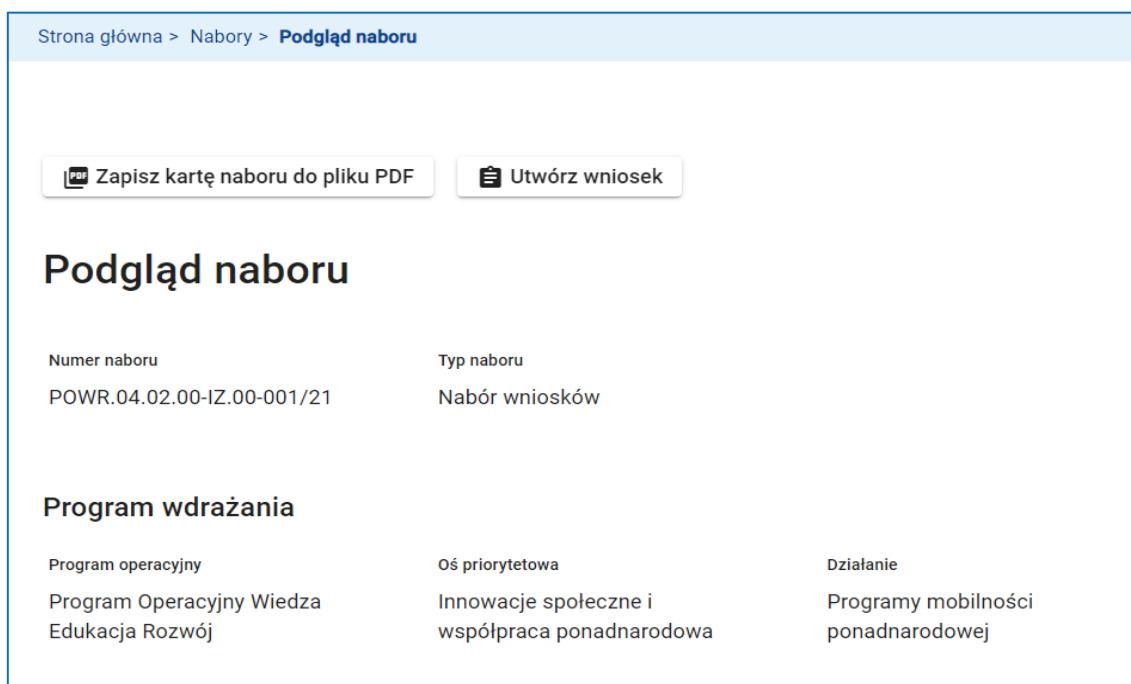 Strona główna > Nabory > Podgląd naboru
Zapisz kartę naboru do pliku PDF
Utwórz wniosek
Podgląd naboru
Numer naboru
Typ naboru
POWR.04.02.00-IZ.00-001/21
Nabór wniosków
Program wdrażania
Program operacyjny
Oś priorytetowa
Działanie
Program Operacyjny Wiedza
Edukacja Rozwój
Innowacje społeczne i
współpraca ponadnarodowa
Programy mobilności
ponadnarodowej